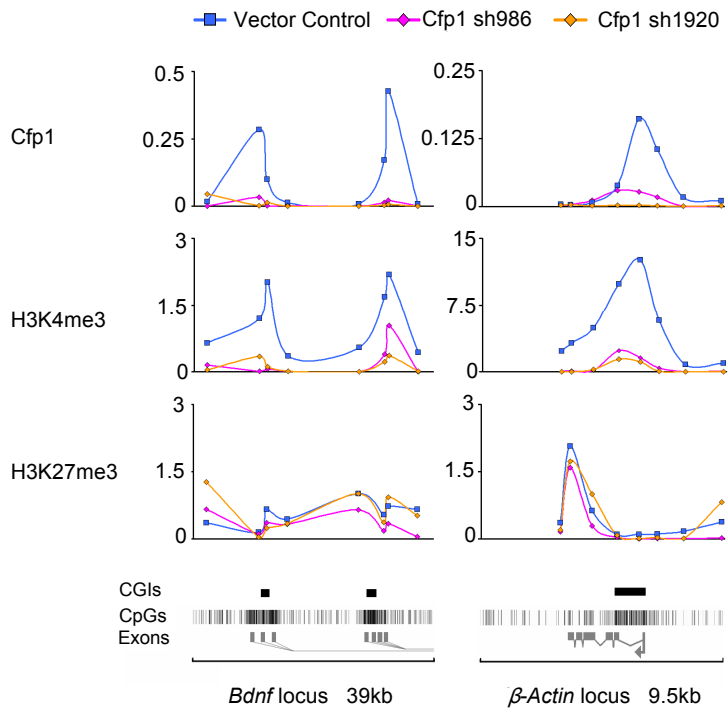 Vector Control Cfp1 sh986 Cfp1 sh1920
Cfp1
0.5
0.25
0
0.25
0.125
0
H3K4me3
3
1.5
0
15
7.5
0
H3K27me3
3
1.5
0
3
1.5
0
CGIs
CpGs
Exons
Bdnf locus 39kb
β-Actin locus 9.5kb